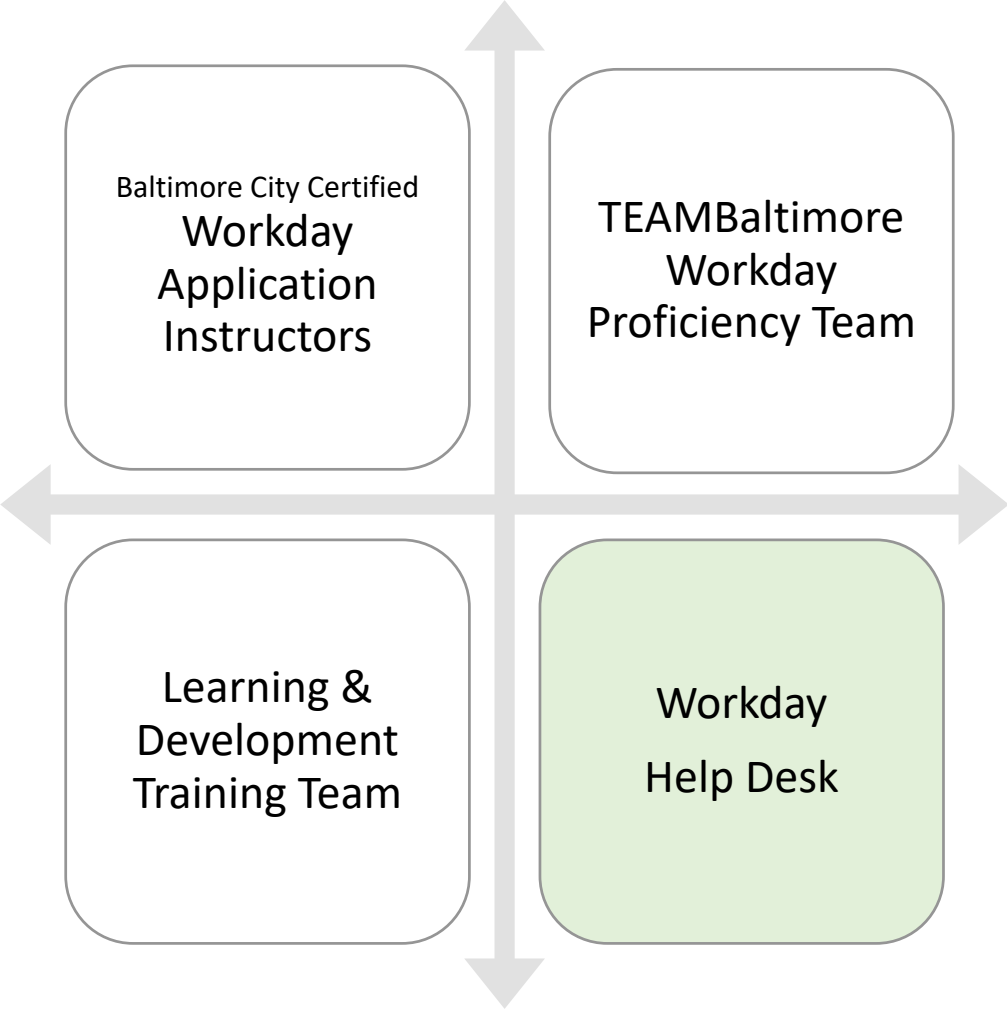 Baltimore City Certified
Workday
Application
Instructors
TEAMBaltimore
Workday
Proficiency Team
Learning &
Development
Training Team
Workday
Help Desk